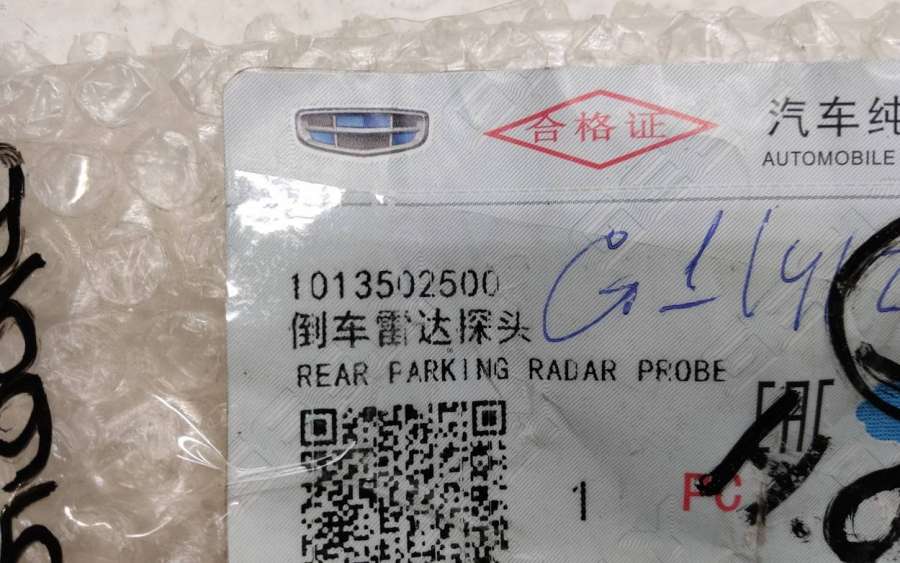 合格证
汽车纯
AUTOMOBILE
1013502500
倒车雷达探头
REAR PARKING RADAR PROBE
EAC
1 PC